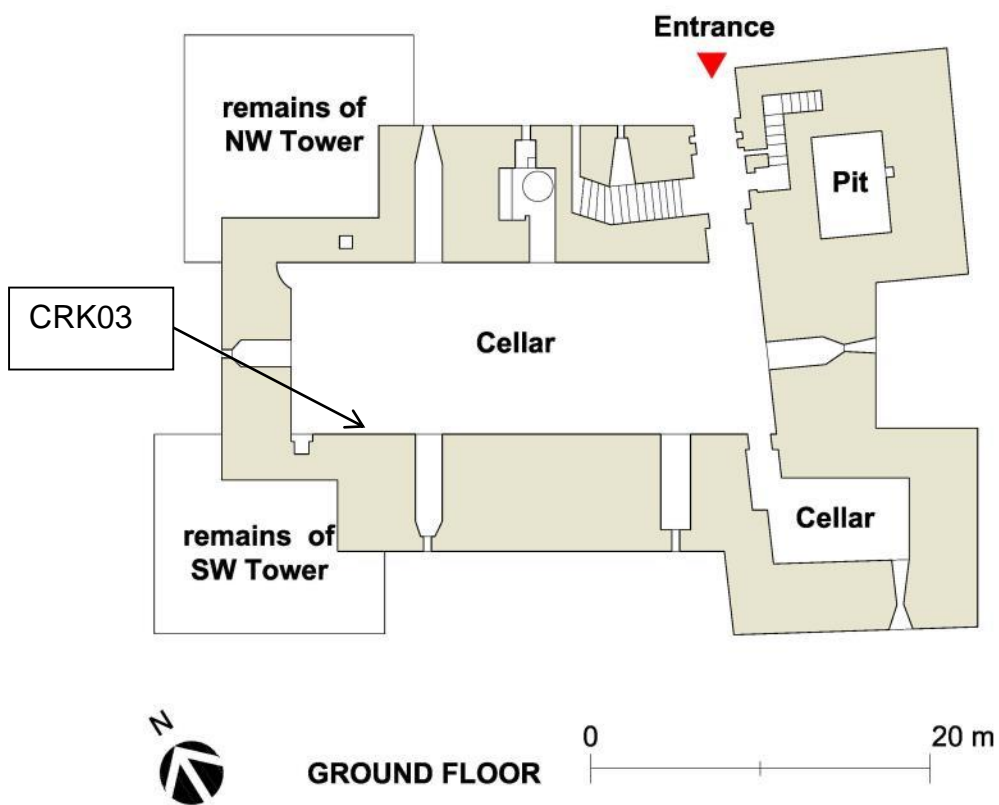 Entrance
remains of
NW Tower
Pit
CRK03
Cellar
remains of
SW Tower
Cellar
N
GROUND FLOOR
0
20 m